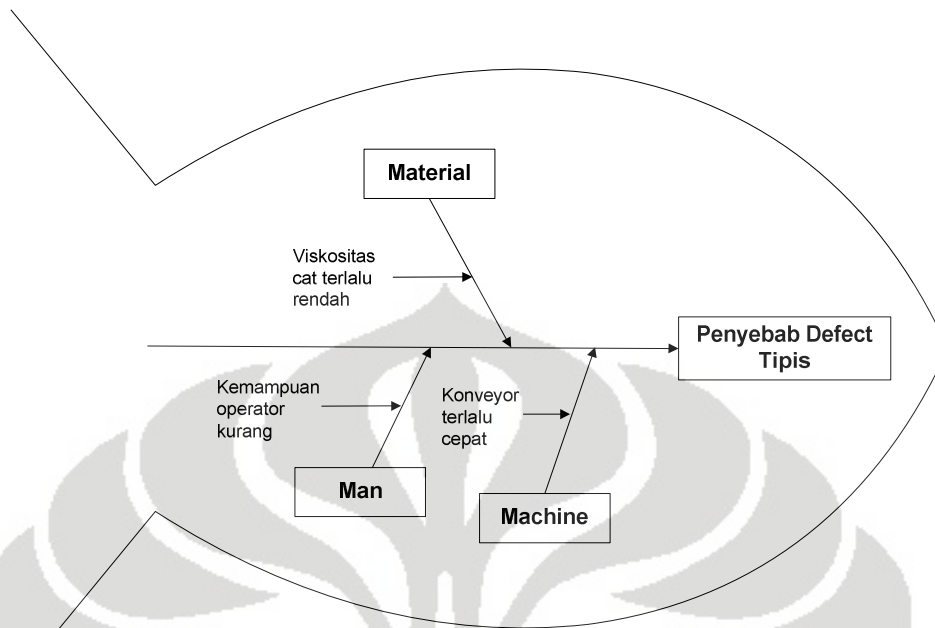 Material
Viskositas
cat terlalu
rendah
Penyebab Defect
Tipis
Kemampuan
operator
kurang
Konveyor
terlalu
cepat
Man
Machine